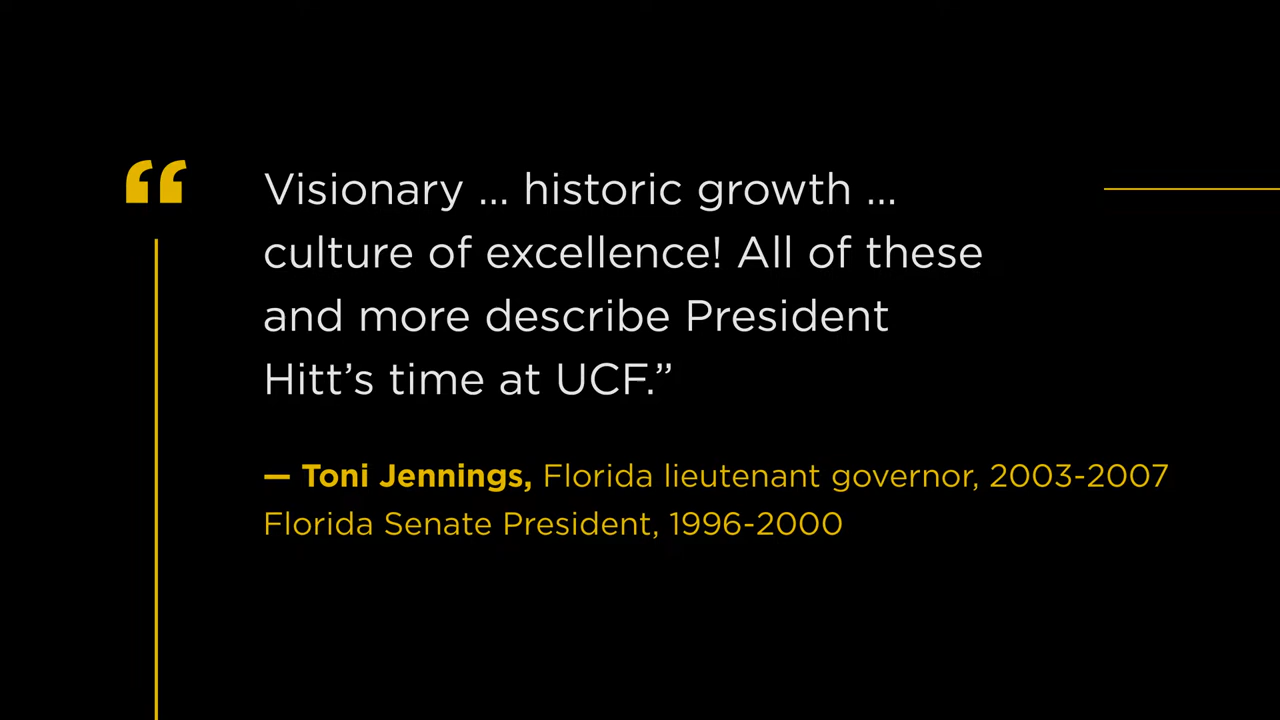 “ Visionary ... historic growth ...
culture of excellence! All of these
and more describe President
Hitt’s time at UCF.”
— Toni Jennings, Florida lieutenant governor, 2003-2007
Florida Senate President, 1996-2000